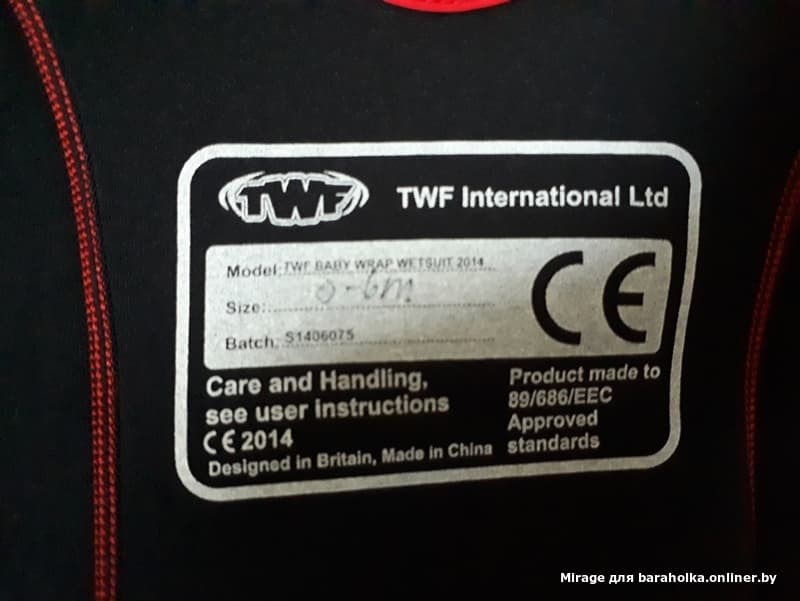 TWF
TWF International Ltd
Model: TWF BABY WRAP WETSUIT 2014
Size: 0-6m
Batch: S1406075
CE
Care and Handling,
see user instructions
CE 2014
Designed in Britain, Made in China
Product made to
89/686/EEC
Approved
standards
Mirage для baraholka.onliner.by